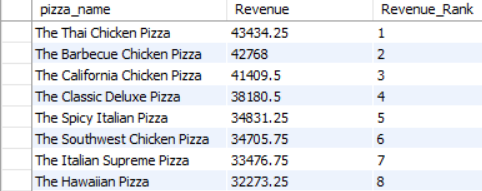 pizza_name Revenue Revenue_Rank
The Thai Chicken Pizza 43434.25 1
The Barbecue Chicken Pizza 42768 2
The California Chicken Pizza 41409.5 3
The Classic Deluxe Pizza 38180.5 4
The Spicy Italian Pizza 34831.25 5
The Southwest Chicken Pizza 34705.75 6
The Italian Supreme Pizza 33476.75 7
The Hawaiian Pizza 32273.25 8